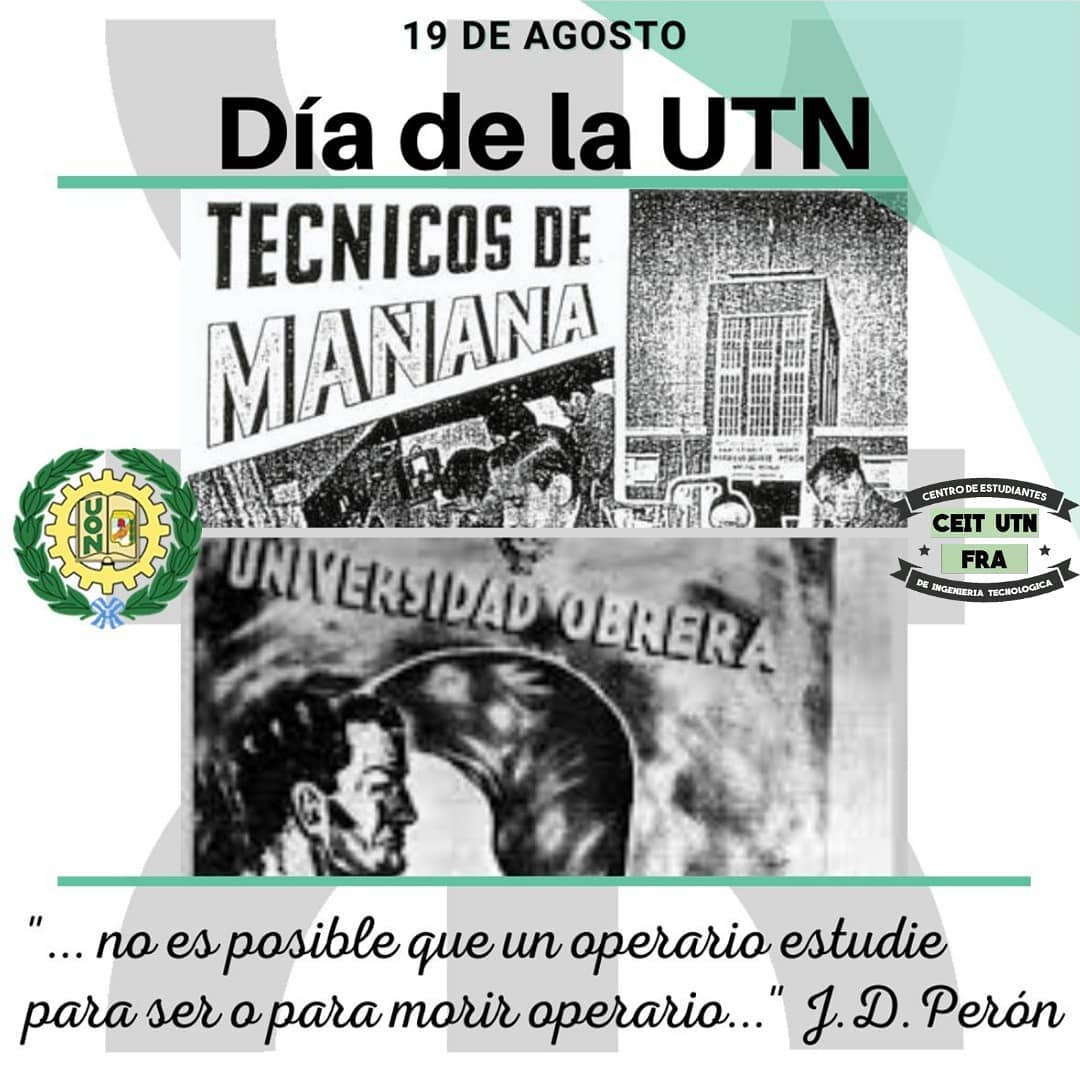 19 DE AGOSTO
Día de la UTN
TECNICOS DE
MAÑANA
UON
CENTRO DE ESTUDIANTES
CEIT UTN
FRA
DE INGENIERIA TECNOLOGICA
UNIVERSIDAD OBRERA
"... no es posible que un operario estudie
para ser o para morir operario..." J. D. Perón